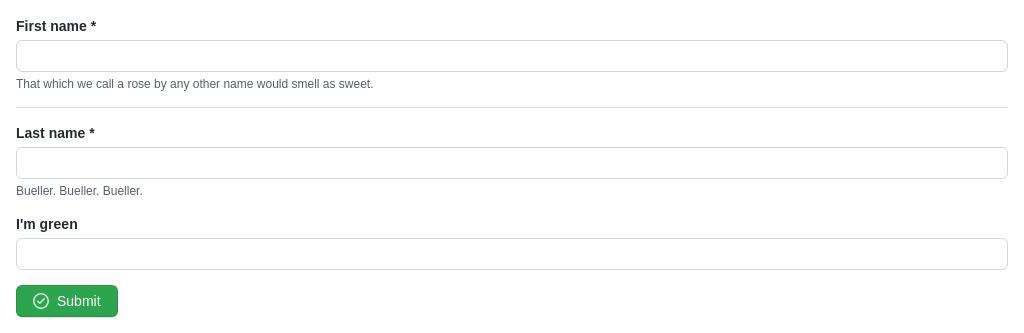 First name *
That which we call a rose by any other name would smell as sweet.
Last name *
Bueller. Bueller. Bueller.
I'm green
Submit